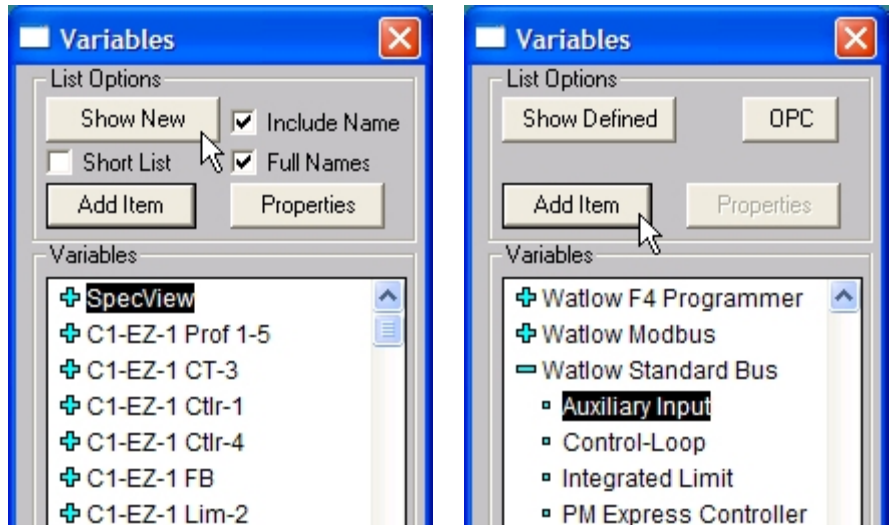 Variables
List Options
Show New
Include Name
Short List
Full Names
Add Item
Properties
Variables
SpecView
C1-EZ-1 Prof 1-5
C1-EZ-1 CT-3
C1-EZ-1 Ctlr-1
C1-EZ-1 Ctlr-4
C1-EZ-1 FB
C1-EZ-1 Lim-2
Variables
List Options
Show Defined
OPC
Add Item
Properties
Variables
Watlow F4 Programmer
Watlow Modbus
Watlow Standard Bus
Auxiliary Input
Control-Loop
Integrated Limit
PM Express Controller